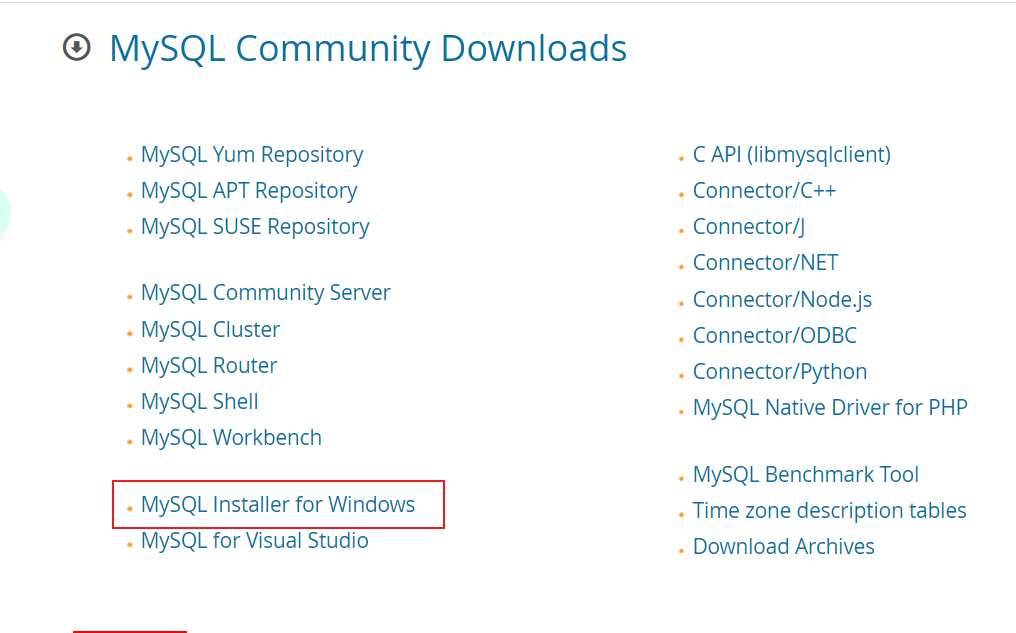 MySQL Community Downloads
MySQL Yum Repository
MySQL APT Repository
MySQL SUSE Repository
MySQL Community Server
MySQL Cluster
MySQL Router
MySQL Shell
MySQL Workbench
MySQL Installer for Windows
MySQL for Visual Studio
C API (libmysqlclient)
Connector/C++
Connector/J
Connector/NET
Connector/Node.js
Connector/ODBC
Connector/Python
MySQL Native Driver for PHP
MySQL Benchmark Tool
Time zone description tables
Download Archives